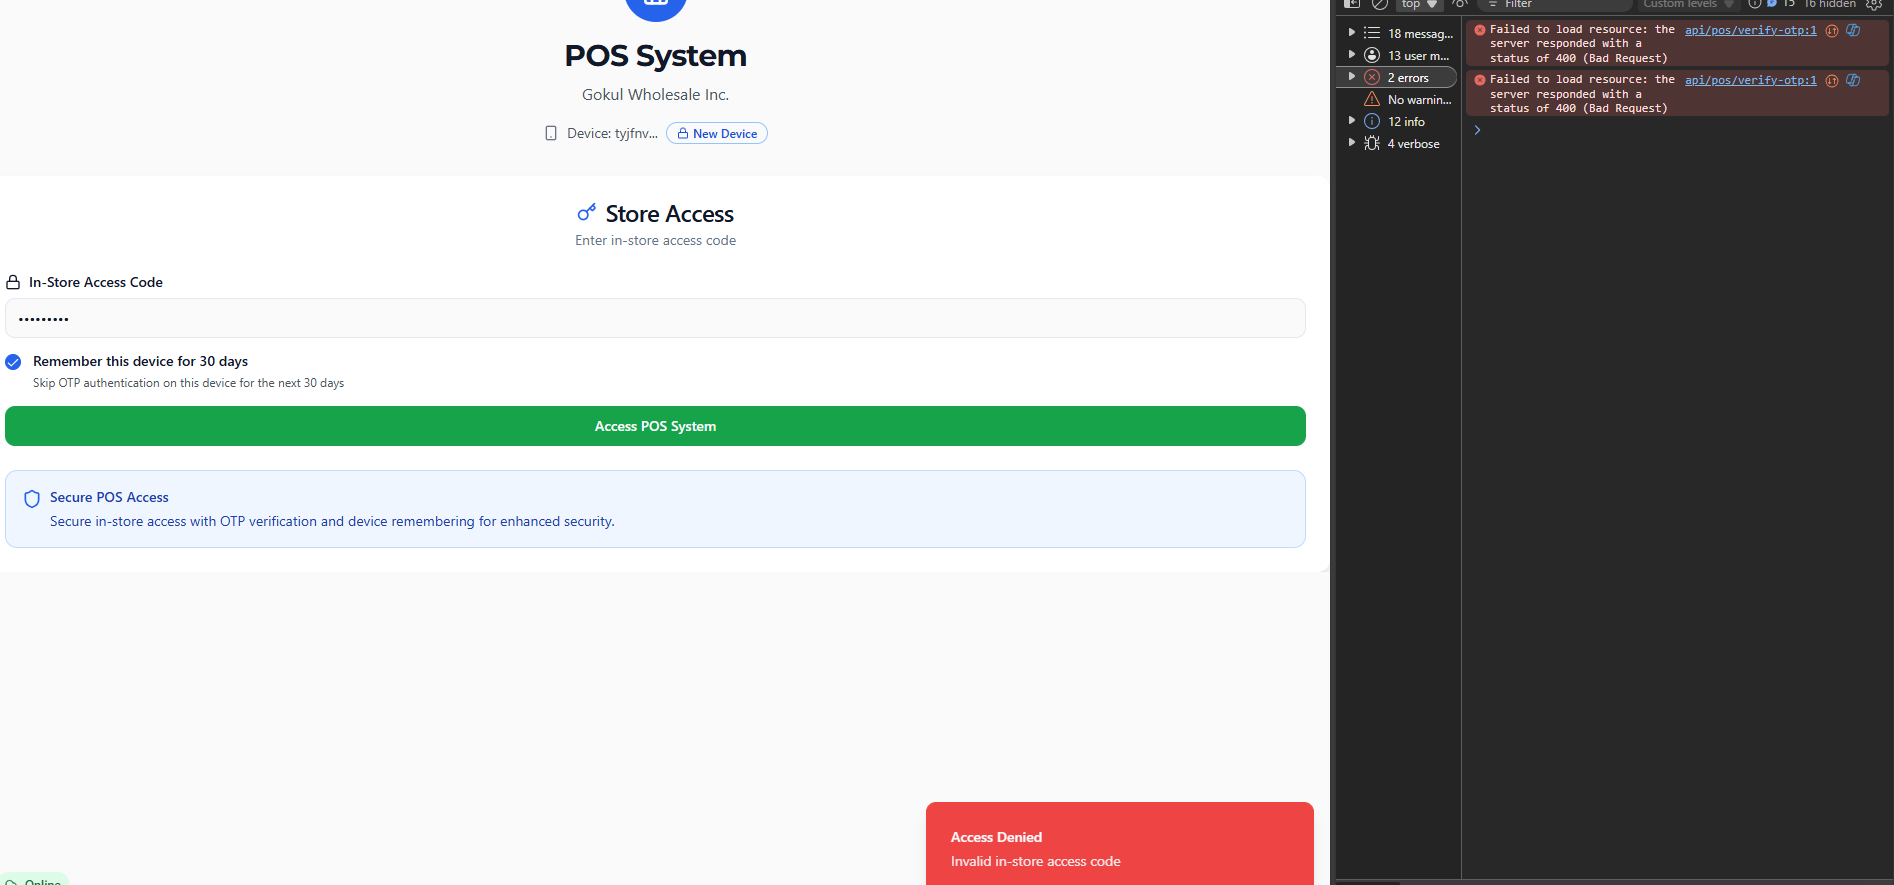 POS System
Gokul Wholesale Inc.
Device: tyjfnv... New Device
Store Access
Enter in-store access code
In-Store Access Code
•••••••••
Remember this device for 30 days
Skip OTP authentication on this device for the next 30 days
Access POS System
Secure POS Access
Secure in-store access with OTP verification and device remembering for enhanced security.
Access Denied
Invalid in-store access code
Online
top Filter Custom levels 15 16 hidden
18 messag...
13 user m...
2 errors
No warnin...
12 info
4 verbose
Failed to load resource: the api/pos/verify-otp:1
server responded with a
status of 400 (Bad Request)
Failed to load resource: the api/pos/verify-otp:1
server responded with a
status of 400 (Bad Request)